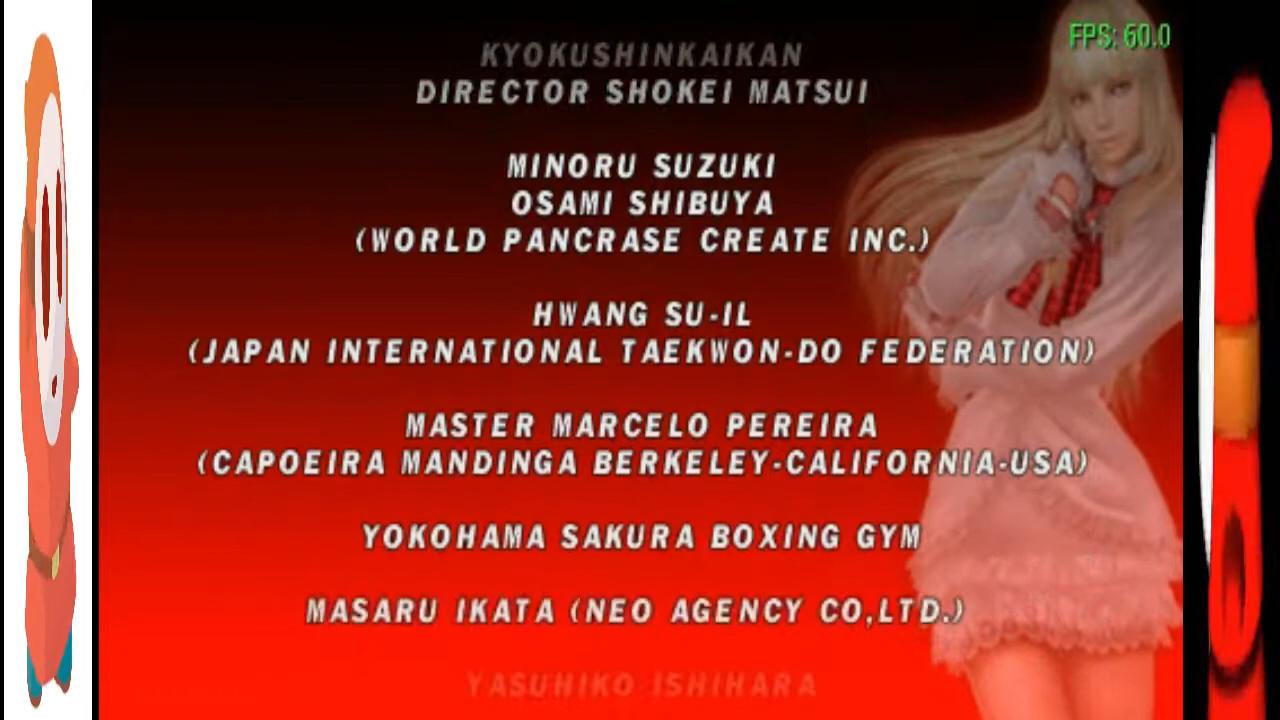 FPS: 60.0
KYOKUSHINKAIKAN
DIRECTOR SHOKEI MATSUI
MINORU SUZUKI
OSAMI SHIBUYA
(WORLD PANCRASE CREATE INC.)
HWANG SU-IL
(JAPAN INTERNATIONAL TAEKWON-DO FEDERATION)
MASTER MARCELO PEREIRA
(CAPOEIRA MANDINGA BERKELEY-CALIFORNIA-USA)
YOKOHAMA SAKURA BOXING GYM
MASARU IKATA (NEO AGENCY CO,LTD.)
YASUHIKO ISHIHARA